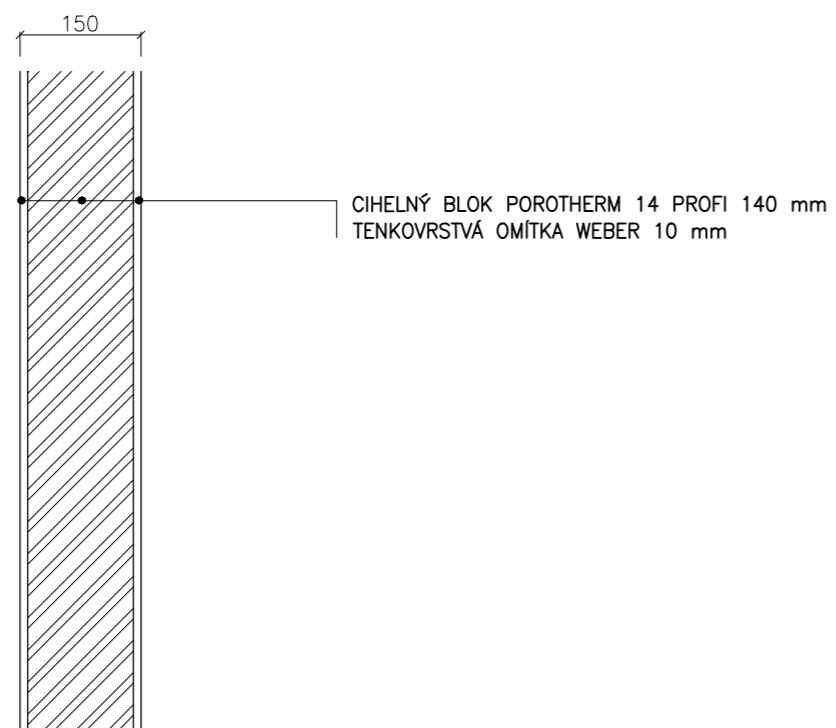 150
CIHELNÝ BLOK POROTHERM 14 PROFI 140 mm
TENKOVRSTVÁ OMÍTKA WEBER 10 mm